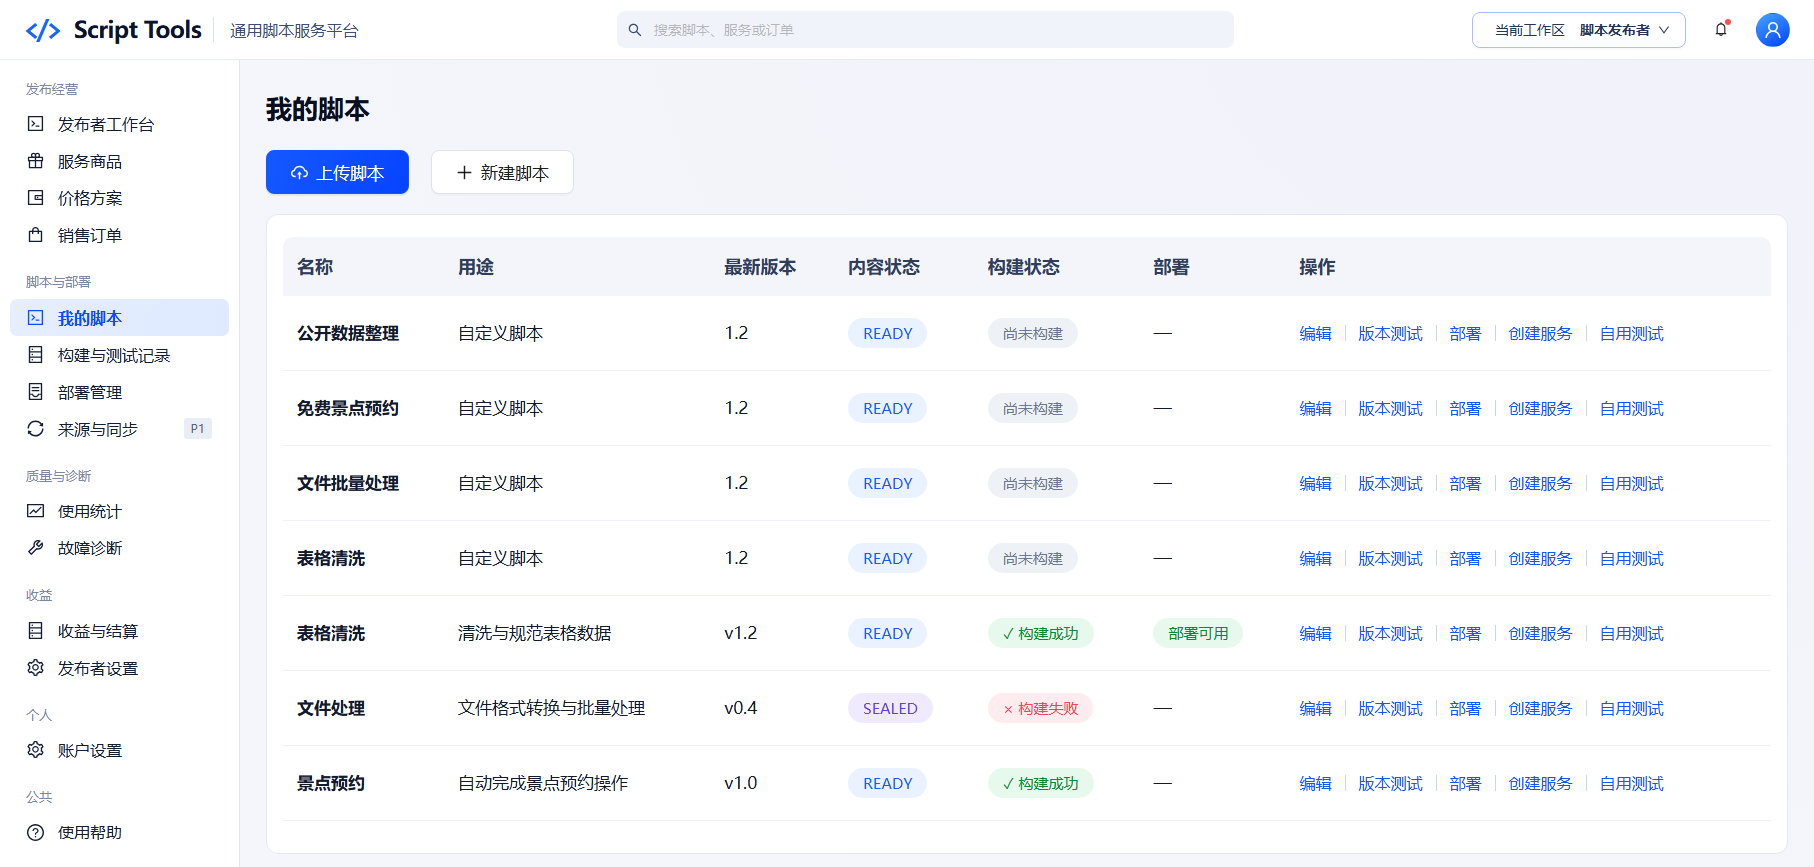 </> Script Tools 通用脚本服务平台 搜索脚本、服务或订单 当前工作区 脚本发布者
发布经营
发布者工作台
服务商品
价格方案
销售订单
脚本与部署
我的脚本
构建与测试记录
部署管理
来源与同步 P1
质量与诊断
使用统计
故障诊断
收益
收益与结算
发布者设置
个人
账户设置
公共
使用帮助
我的脚本
上传脚本 + 新建脚本
名称 用途 最新版本 内容状态 构建状态 部署 操作
公开数据整理 自定义脚本 1.2 READY 尚未构建 — 编辑 版本测试 部署 创建服务 自用测试
免费景点预约 自定义脚本 1.2 READY 尚未构建 — 编辑 版本测试 部署 创建服务 自用测试
文件批量处理 自定义脚本 1.2 READY 尚未构建 — 编辑 版本测试 部署 创建服务 自用测试
表格清洗 自定义脚本 1.2 READY 尚未构建 — 编辑 版本测试 部署 创建服务 自用测试
表格清洗 清洗与规范表格数据 v1.2 READY ✓ 构建成功 部署可用 编辑 版本测试 部署 创建服务 自用测试
文件处理 文件格式转换与批量处理 v0.4 SEALED × 构建失败 — 编辑 版本测试 部署 创建服务 自用测试
景点预约 自动完成景点预约操作 v1.0 READY ✓ 构建成功 — 编辑 版本测试 部署 创建服务 自用测试